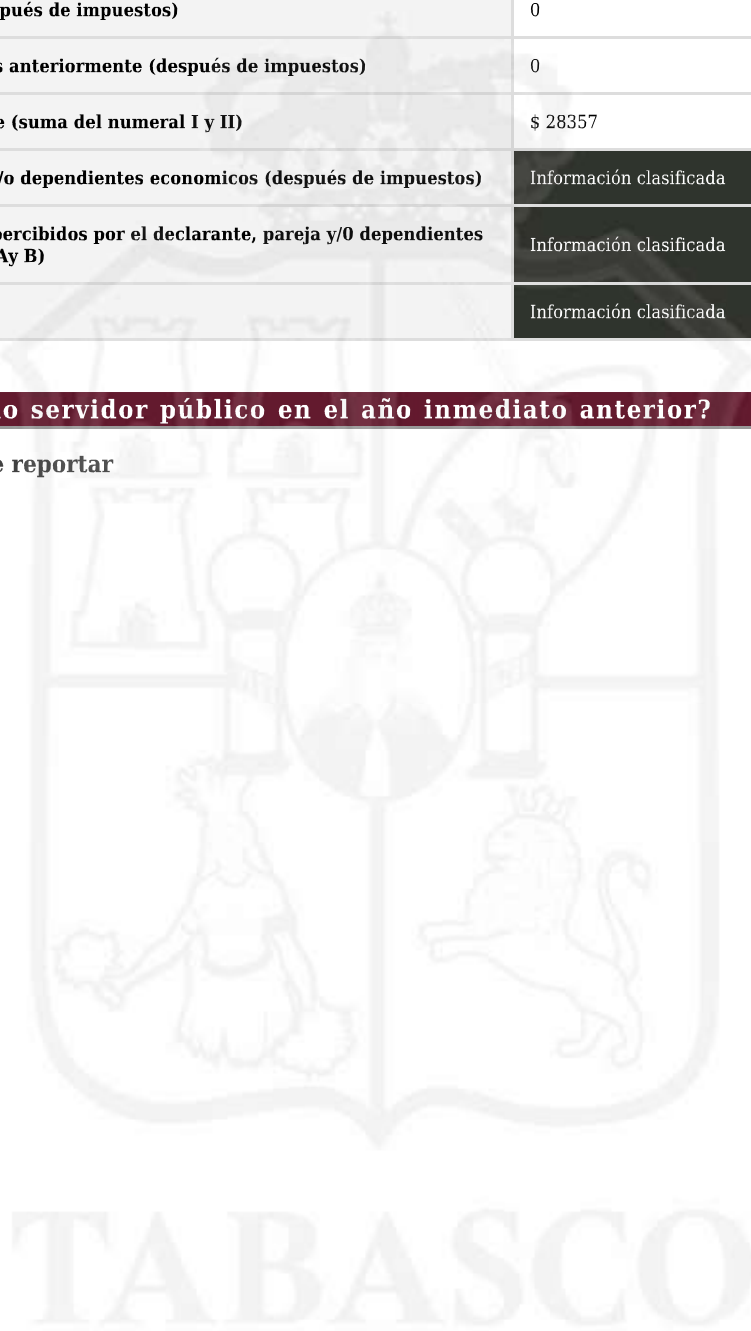 pués de impuestos) 0
s anteriormente (después de impuestos) 0
e (suma del numeral I y II) $ 28357
/o dependientes economicos (después de impuestos) Información clasificada
percibidos por el declarante, pareja y/0 dependientes
Ay B) Información clasificada
Información clasificada
o servidor público en el año inmediato anterior?
e reportar
TABASCO